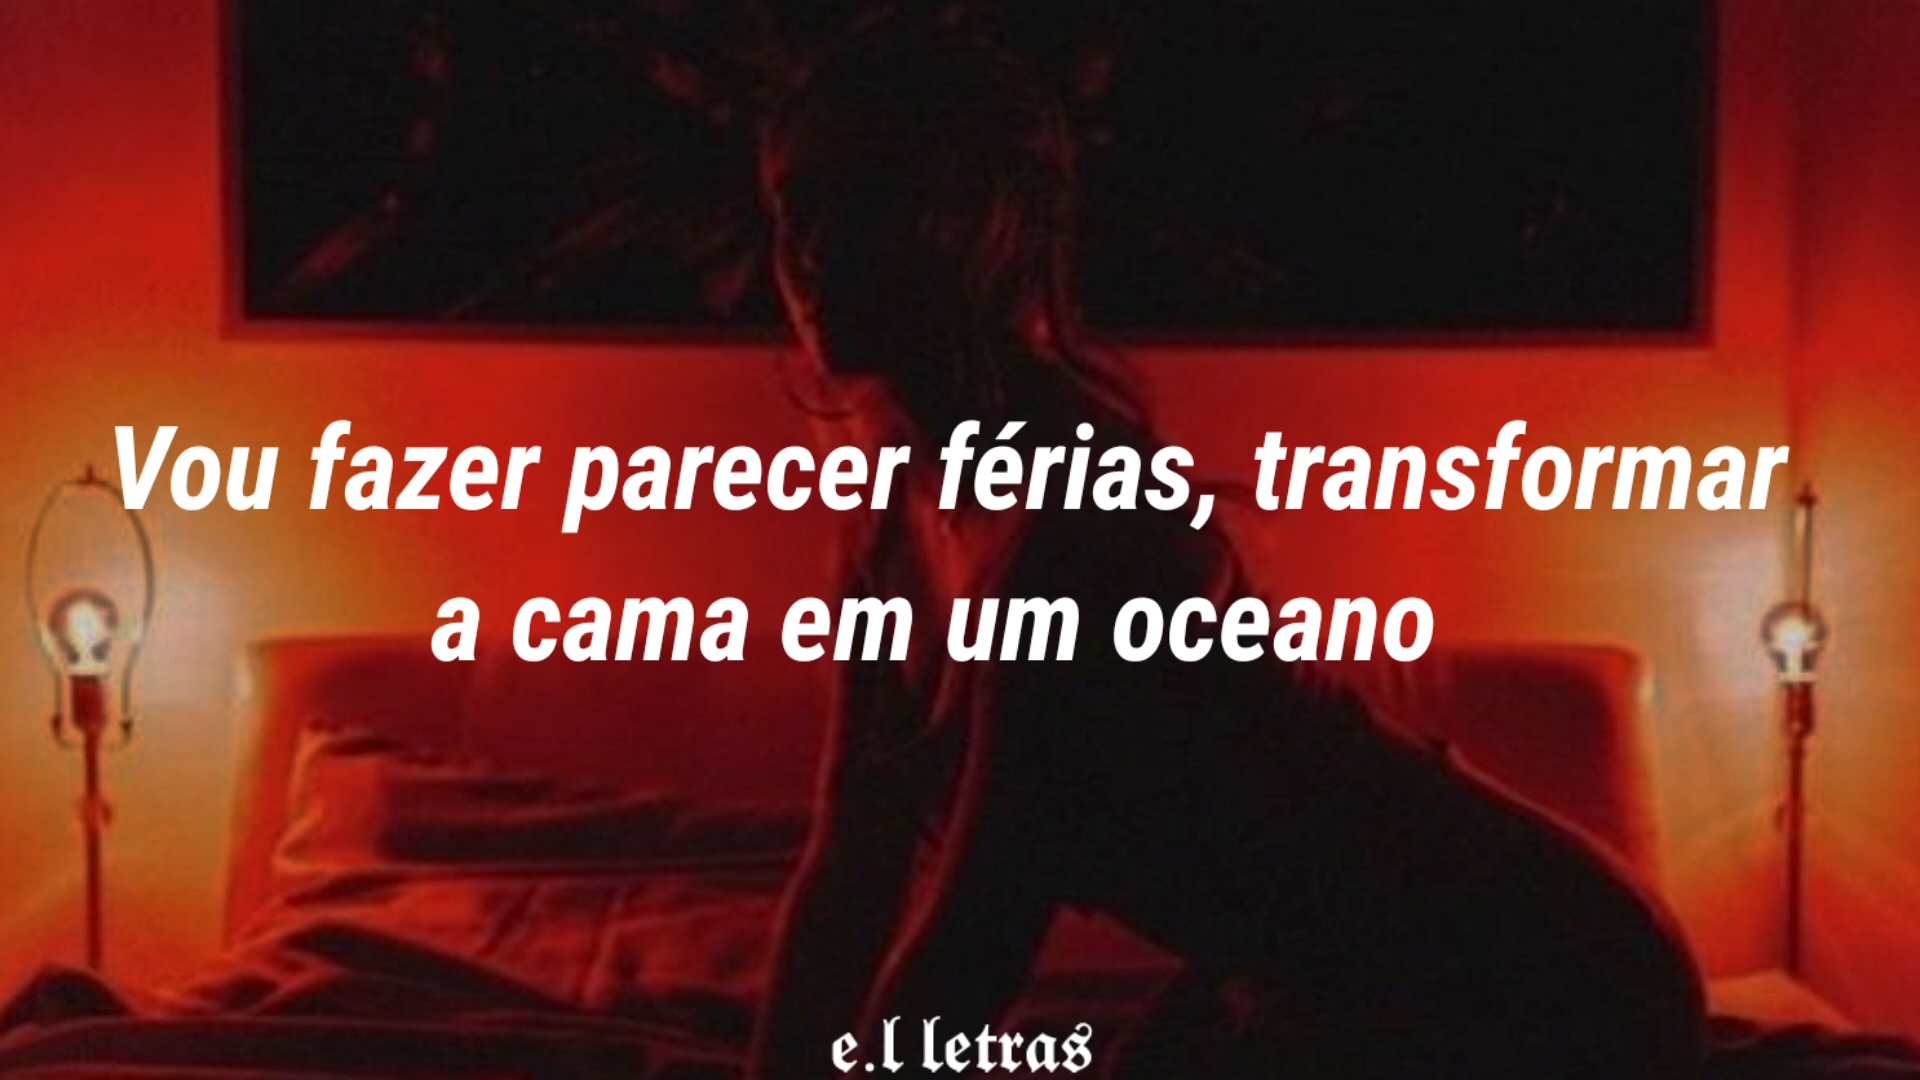 Vou fazer parecer férias, transformar
a cama em um oceano
e.l letras